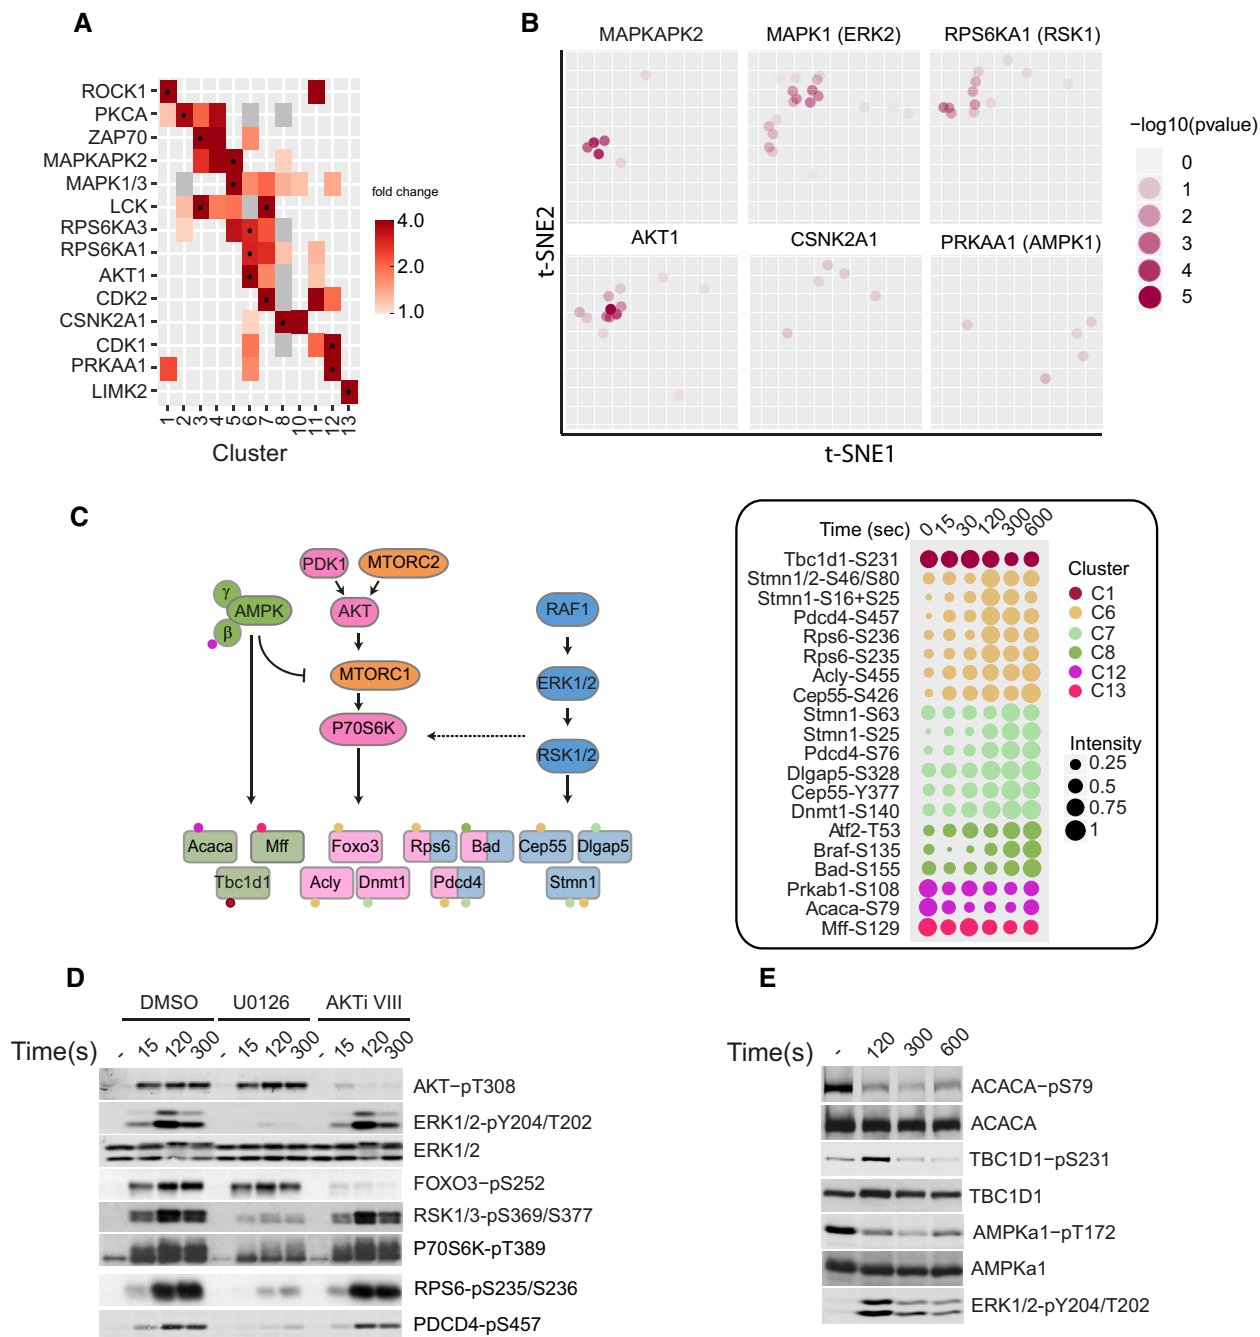 A
ROCK1
PKCA
ZAP70
MAPKAPK2
MAPK1/3
LCK
RPS6KA3
RPS6KA1
AKT1
CDK2
CSNK2A1
CDK1
PRKAA1
LIMK2
1 2 3 4 5 6 7 8 10 11 12 13
Cluster
fold change
4.0
2.0
1.0
B
MAPKAPK2
MAPK1 (ERK2)
RPS6KA1 (RSK1)
AKT1
CSNK2A1
PRKAA1 (AMPK1)
t-SNE2
t-SNE1
−log10(pvalue)
0
1
2
3
4
5
C
PDK1
MTORC2
γ
AMPK
β
AKT
RAF1
MTORC1
ERK1/2
P70S6K
RSK1/2
Acaca
Mff
Foxo3
Rps6
Bad
Cep55
Dlgap5
Tbc1d1
Acly
Dnmt1
Pdcd4
Stmn1
Time (sec) 0 15 30 120 300 600
Tbc1d1-S231
Stmn1/2-S46/S80
Stmn1-S16+S25
Pdcd4-S457
Rps6-S236
Rps6-S235
Acly-S455
Cep55-S426
Stmn1-S63
Stmn1-S25
Pdcd4-S76
Dlgap5-S328
Cep55-Y377
Dnmt1-S140
Atf2-T53
Braf-S135
Bad-S155
Prkab1-S108
Acaca-S79
Mff-S129
Cluster
C1
C6
C7
C8
C12
C13
Intensity
0.25
0.5
0.75
1
D
DMSO U0126 AKTi VIII
Time(s) - 15 120 300 - 15 120 300 - 15 120 300
AKT−pT308
ERK1/2-pY204/T202
ERK1/2
FOXO3−pS252
RSK1/3-pS369/S377
P70S6K-pT389
RPS6-pS235/S236
PDCD4-pS457
E
Time(s) - 120 300 600
ACACA−pS79
ACACA
TBC1D1−pS231
TBC1D1
AMPKa1−pT172
AMPKa1
ERK1/2-pY204/T202